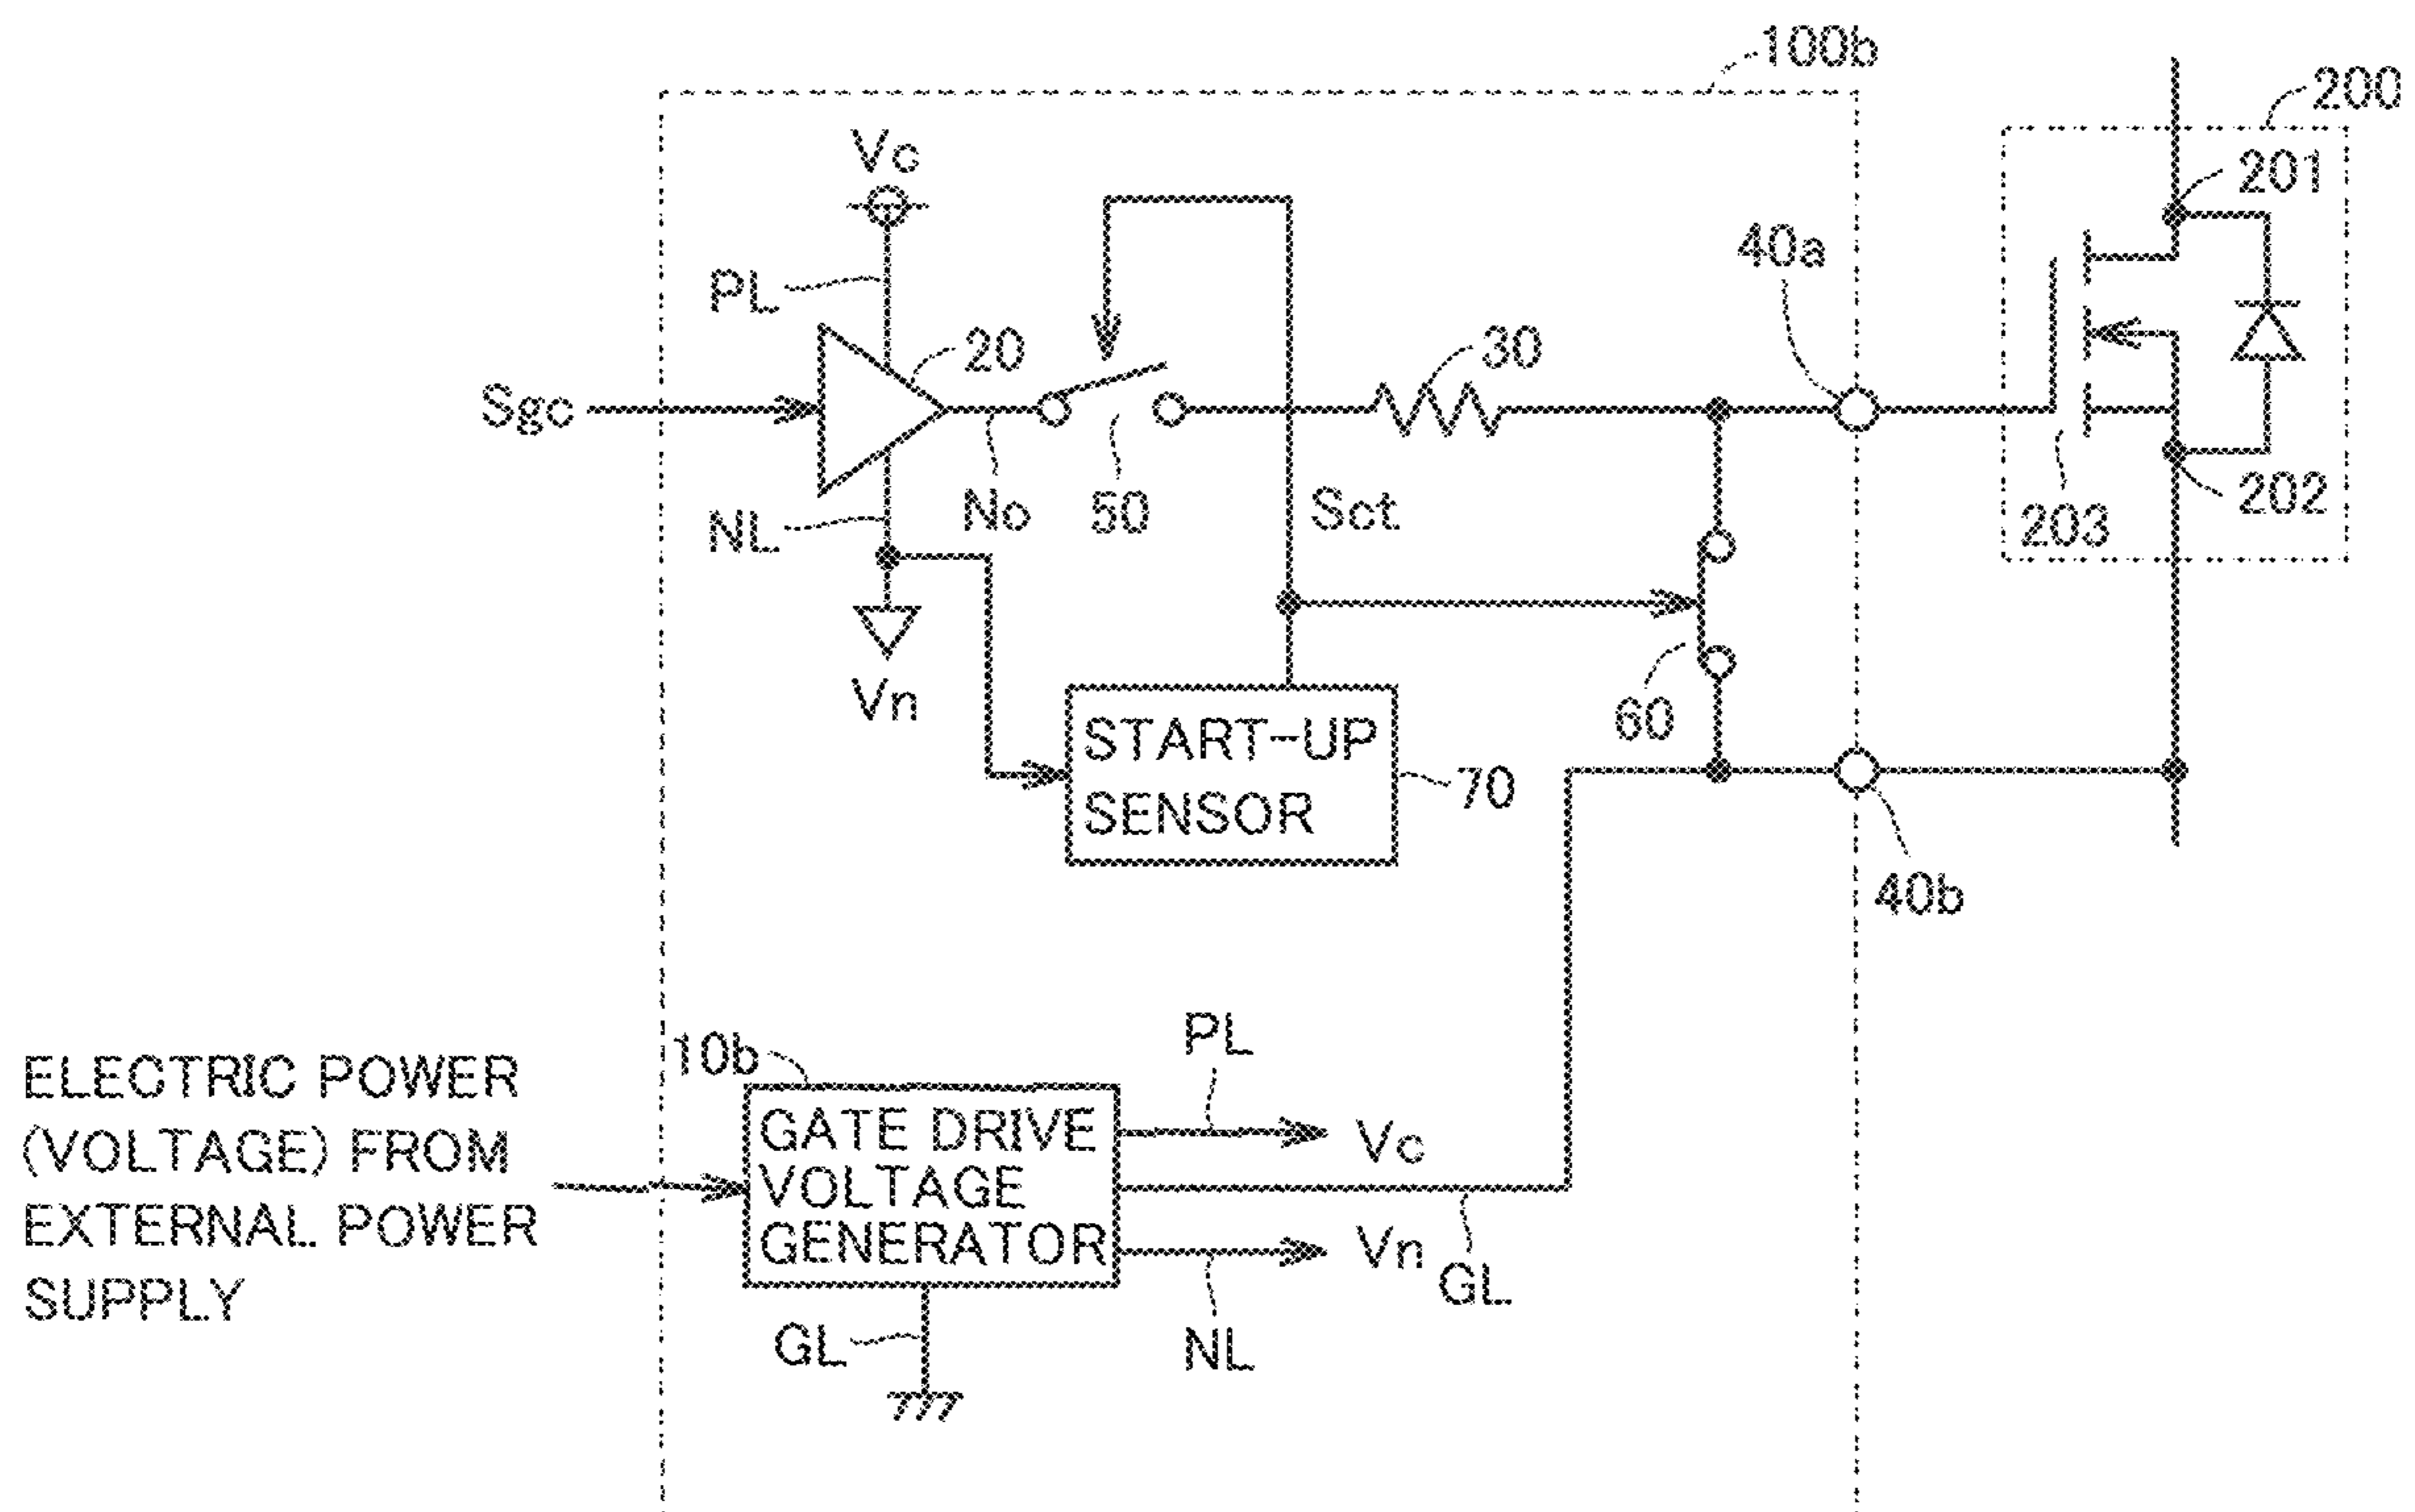 100b
200
Vc
201
40a
PL
20
30
Sgc
No
50
Sct
NL
203
202
Vn
60
START-UP
SENSOR
70
40b
10b
PL
ELECTRIC POWER
(VOLTAGE) FROM
EXTERNAL POWER
SUPPLY
GATE DRIVE
VOLTAGE
GENERATOR
Vc
Vn
GL
GL
NL